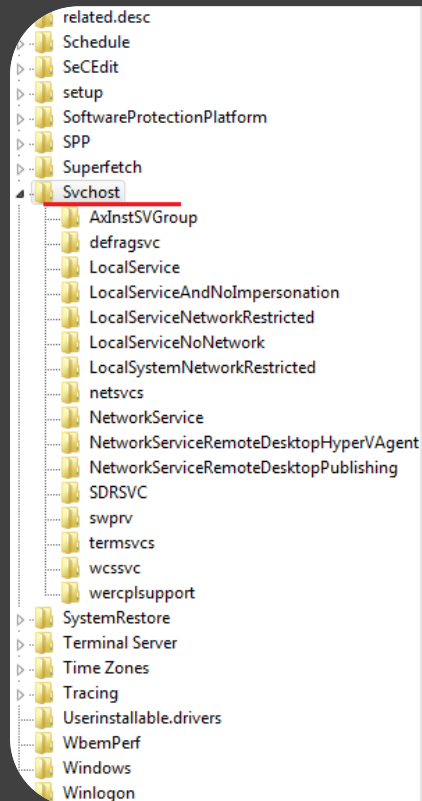 related.desc
Schedule
SeCEdit
setup
SoftwareProtectionPlatform
SPP
Superfetch
Svchost
AxInstSVGroup
defragsvc
LocalService
LocalServiceAndNoImpersonation
LocalServiceNetworkRestricted
LocalServiceNoNetwork
LocalSystemNetworkRestricted
netsvcs
NetworkService
NetworkServiceRemoteDesktopHyperVAgent
NetworkServiceRemoteDesktopPublishing
SDRSVC
swprv
termsvcs
wcssvc
wercplsupport
SystemRestore
Terminal Server
Time Zones
Tracing
Userinstallable.drivers
WbemPerf
Windows
Winlogon